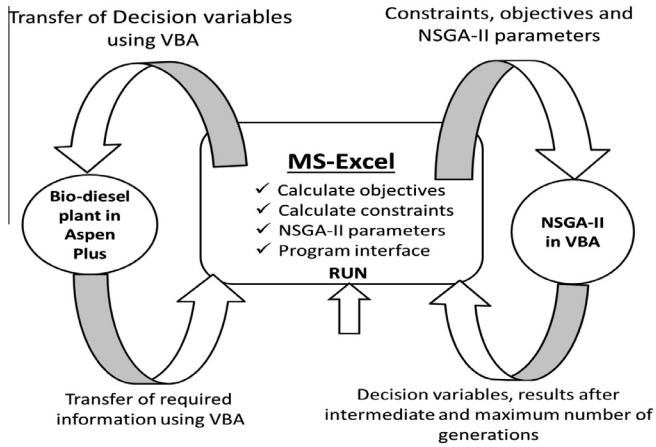 Transfer of Decision variables
using VBA
Constraints, objectives and
NSGA-II parameters
MS-Excel
✓ Calculate objectives
✓ Calculate constraints
✓ NSGA-II parameters
✓ Program interface
RUN
Bio-diesel
plant in
Aspen
Plus
NSGA-II
in VBA
Transfer of required
information using VBA
Decision variables, results after
intermediate and maximum number of
generations